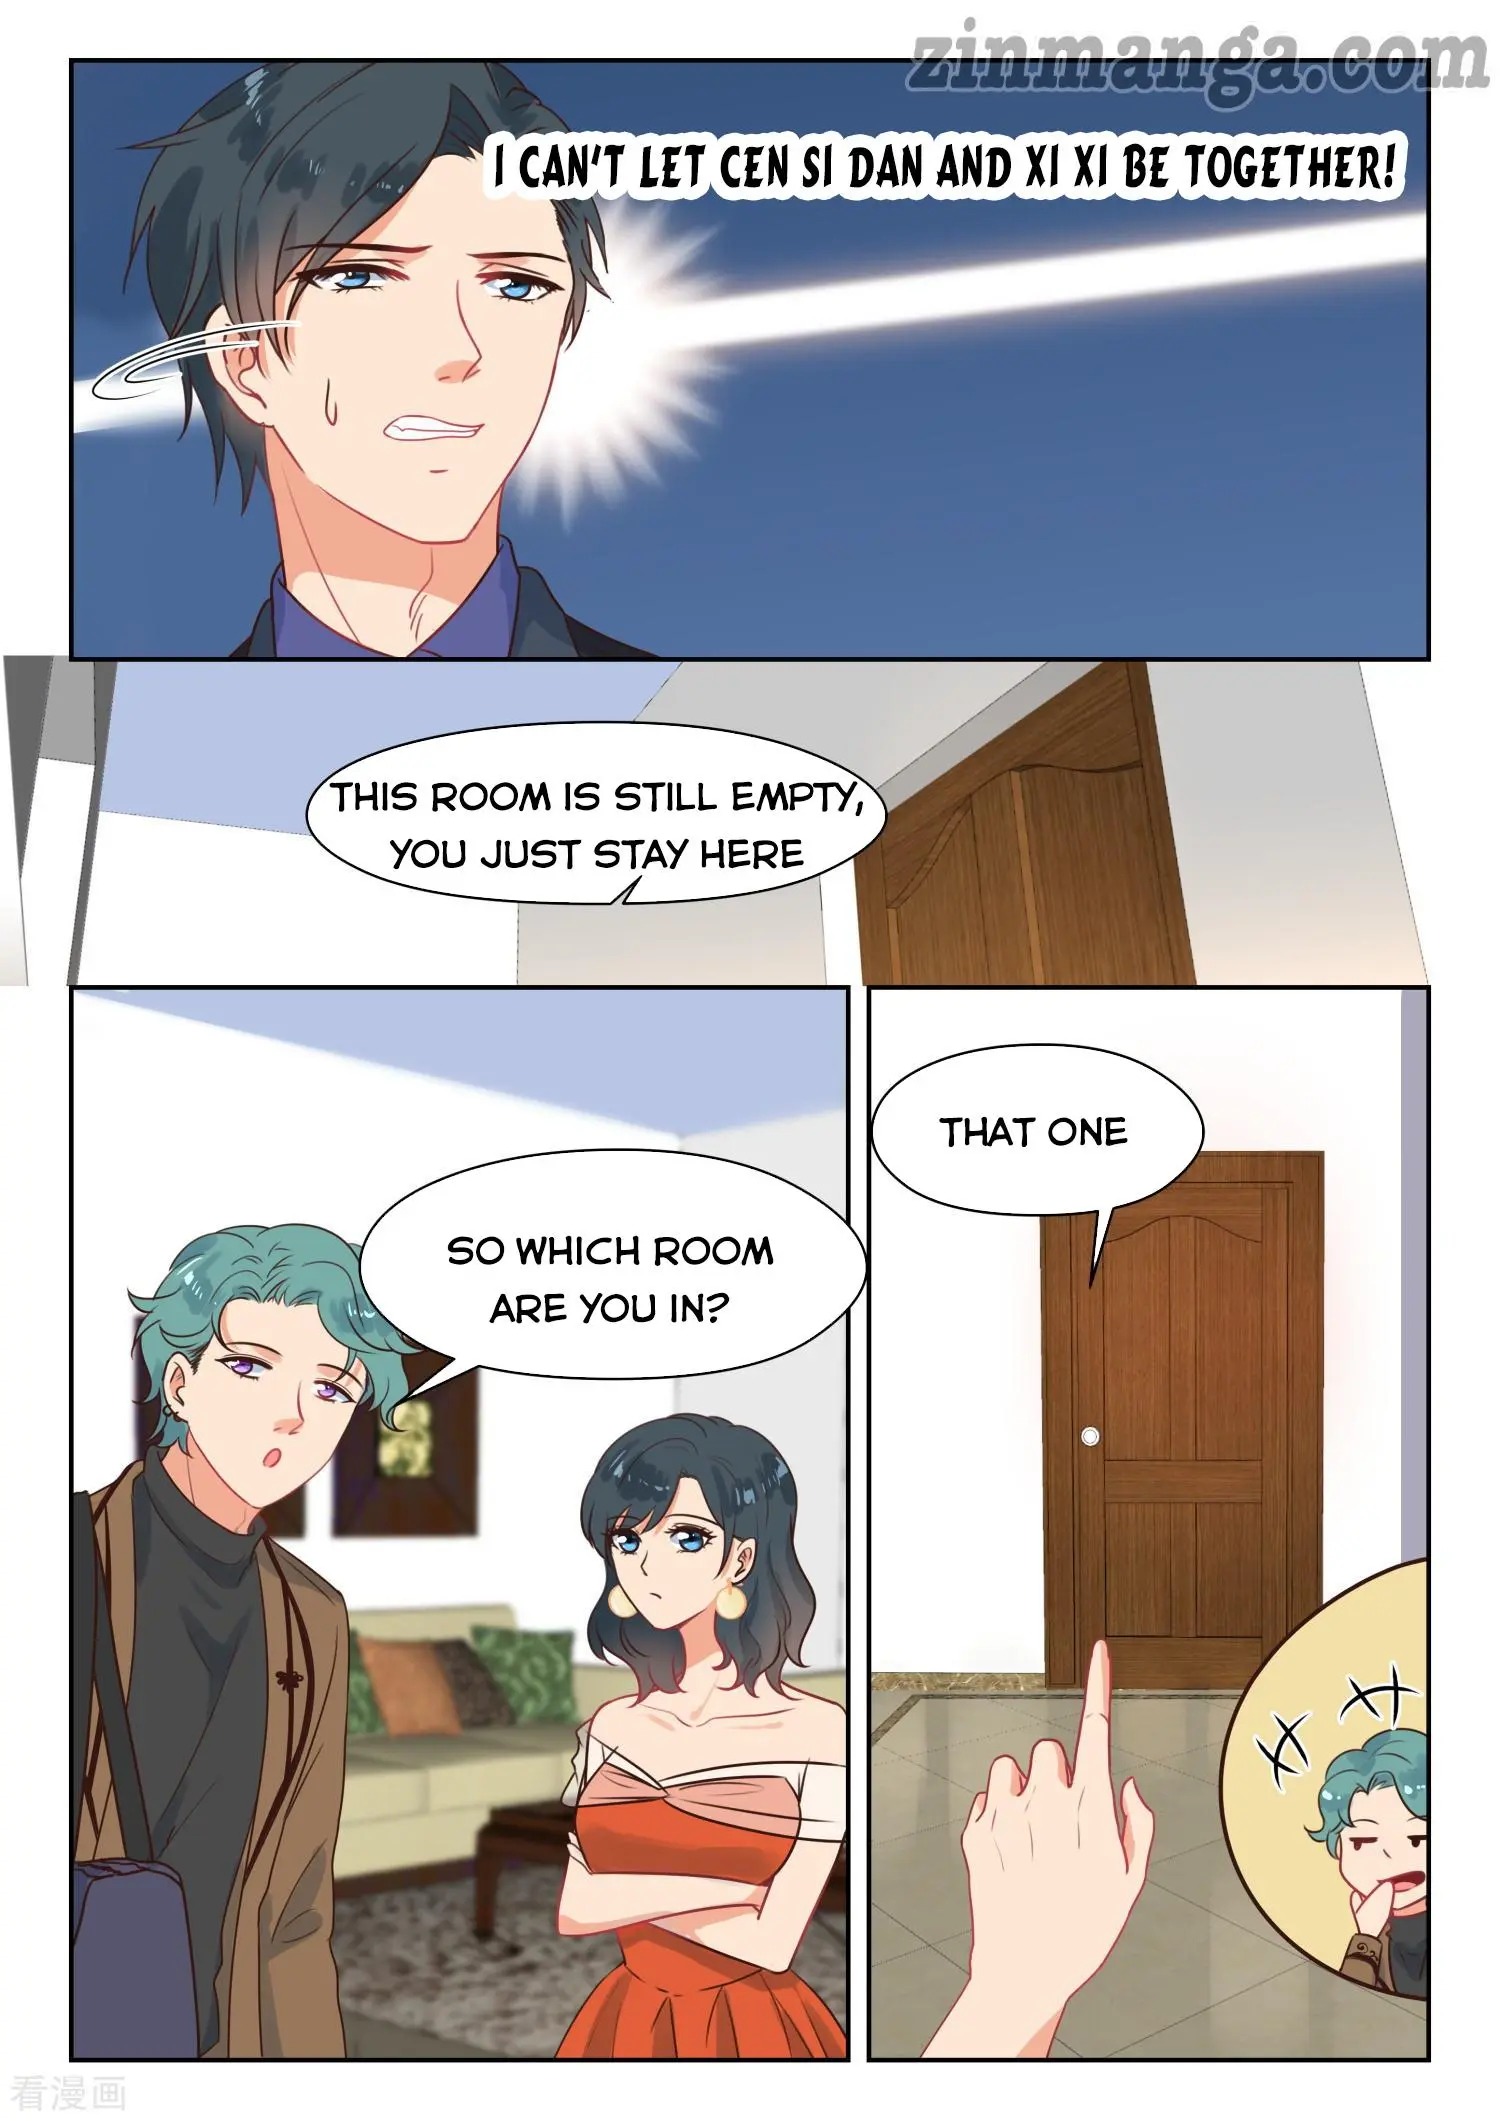 zinmanga.com
I CAN'T LET CEN SI DAN AND XI XI BE TOGETHER!
THIS ROOM IS STILL EMPTY,
YOU JUST STAY HERE
SO WHICH ROOM
ARE YOU IN?
THAT ONE
看漫画